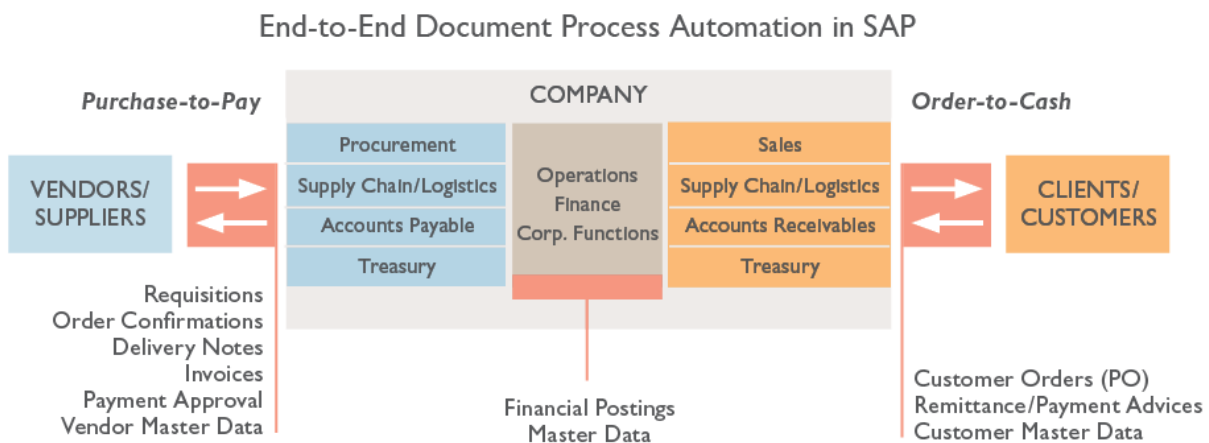 End-to-End Document Process Automation in SAP
Purchase-to-Pay
COMPANY
Order-to-Cash
VENDORS/
SUPPLIERS
Procurement
Supply Chain/Logistics
Accounts Payable
Treasury
Operations
Finance
Corp. Functions
Sales
Supply Chain/Logistics
Accounts Receivables
Treasury
CLIENTS/
CUSTOMERS
Requisitions
Order Confirmations
Delivery Notes
Invoices
Payment Approval
Vendor Master Data
Financial Postings
Master Data
Customer Orders (PO)
Remittance/Payment Advices
Customer Master Data